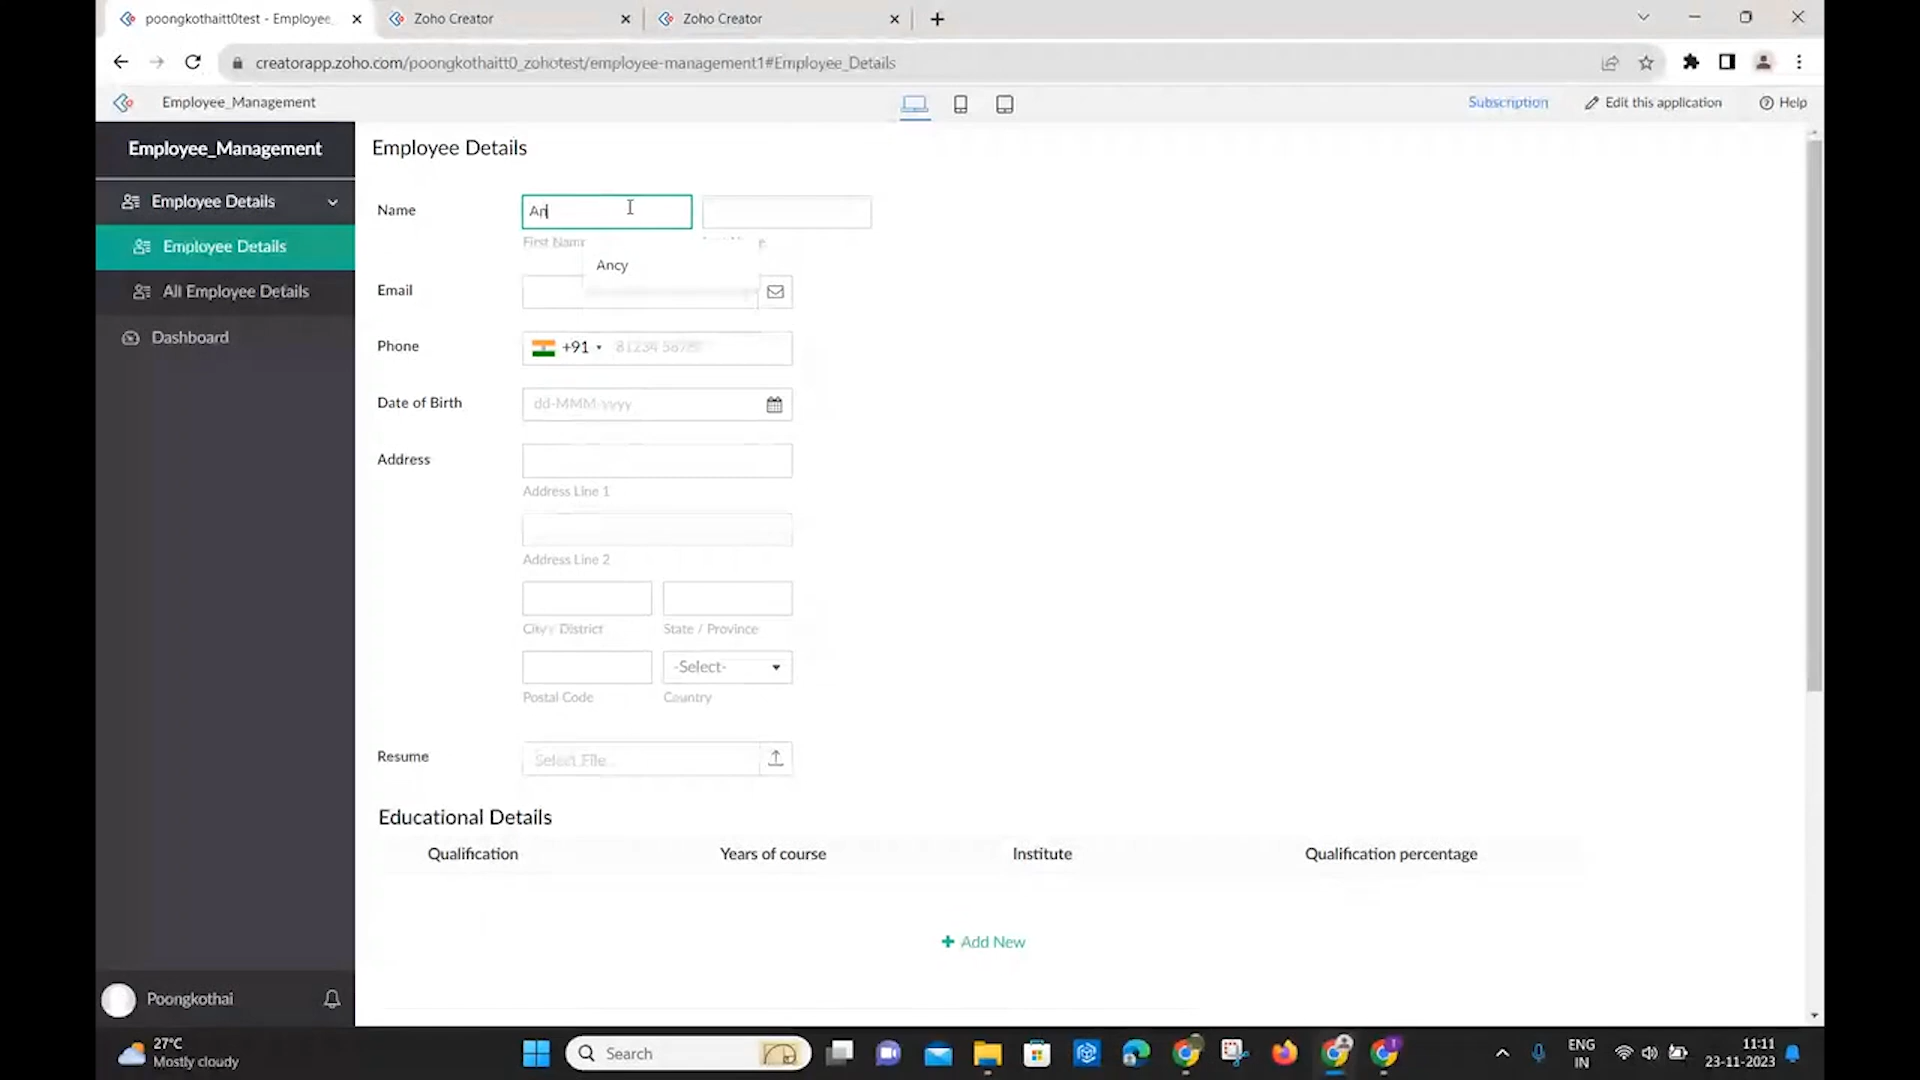 poongkothaitt0test - Employee
Zoho Creator
Zoho Creator
creatorapp.zoho.com/poongkothaitt0_zohotest/employee-management1#Employee_Details
Employee_Management
Subscription
Edit this application
Help
Employee_Management
Employee Details
Employee Details
All Employee Details
Dashboard
Employee Details
Name
An
First Name
Ancy
Email
Phone
+91
81234
Date of Birth
dd-MMM-yyyy
Address
Address Line 1
Address Line 2
City / District
State / Province
-Select-
Postal Code
Country
Resume
Select File
Educational Details
Qualification
Years of course
Institute
Qualification percentage
Add New
Poongkothai
27°C
Mostly cloudy
Search
ENG
IN
11:11
23-11-2023